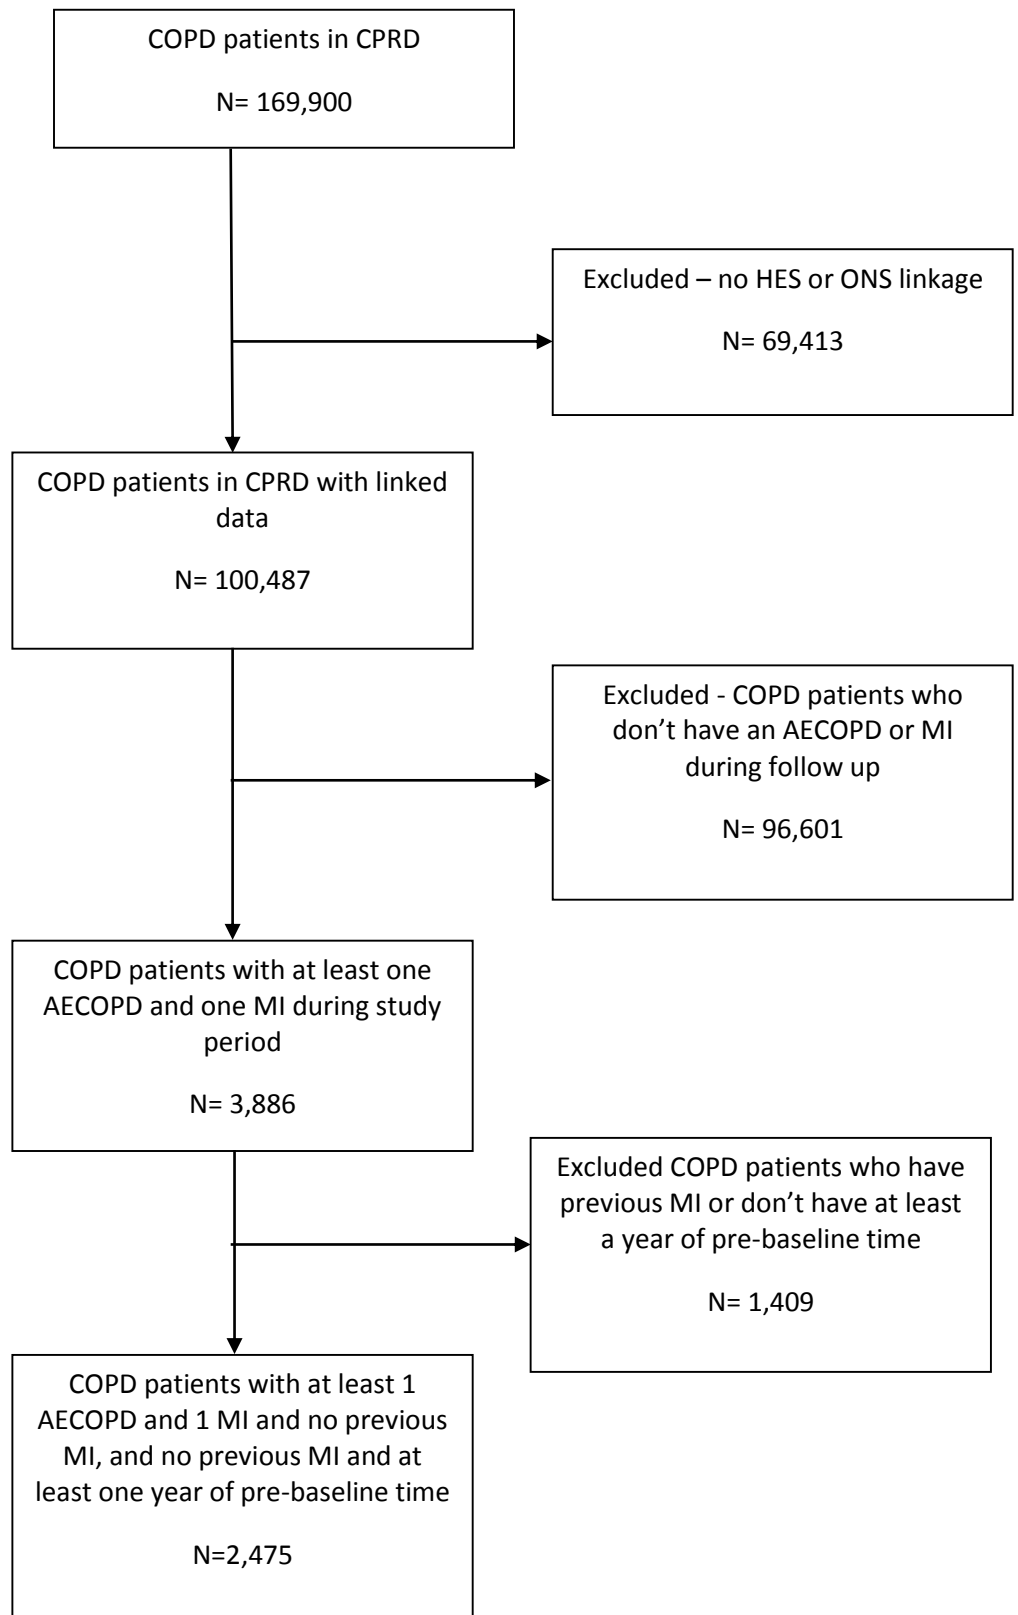 COPD patients in CPRD
N= 169,900
Excluded – no HES or ONS linkage
N= 69,413
COPD patients in CPRD with linked
data
N= 100,487
Excluded - COPD patients who
don’t have an AECOPD or MI
during follow up
N= 96,601
COPD patients with at least one
AECOPD and one MI during study
period
N= 3,886
Excluded COPD patients who have
previous MI or don’t have at least
a year of pre-baseline time
N= 1,409
COPD patients with at least 1
AECOPD and 1 MI and no previous
MI, and no previous MI and at
least one year of pre-baseline time
N=2,475